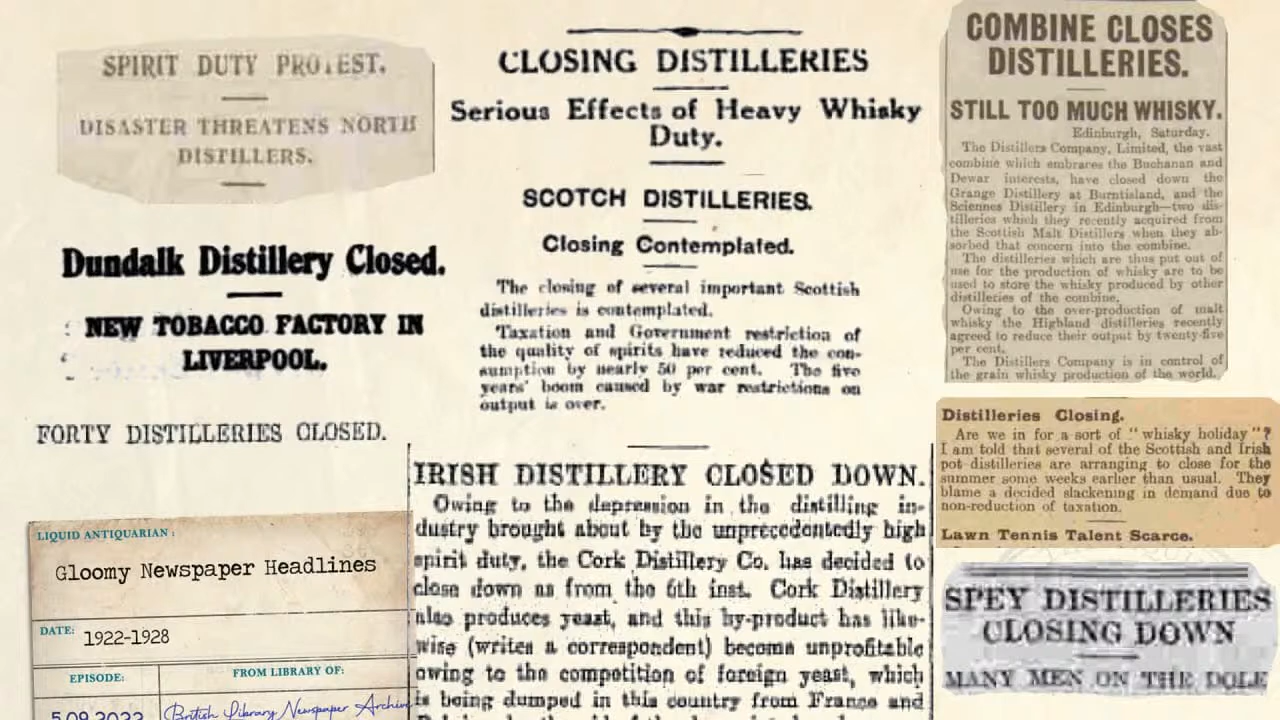 SPIRIT DUTY PROTEST.
DISASTER THREATENS NORTH
DISTILLERS.
Dundalk Distillery Closed.
NEW TOBACCO FACTORY IN
LIVERPOOL.
FORTY DISTILLERIES CLOSED.
LIQUID ANTIQUARIAN :
Gloomy Newspaper Headlines
DATE: 1922-1928
EPISODE:
FROM LIBRARY OF:
5.09.2022
British Library Newspaper Archive
CLOSING DISTILLERIES
Serious Effects of Heavy Whisky
Duty.
SCOTCH DISTILLERIES.
Closing Contemplated.
The closing of several important Scottish
distilleries is contemplated.
Taxation and Government restriction of
the quality of spirits have reduced the con-
sumption by nearly 50 per cent. The five
years' boom caused by war restrictions on
output is over.
IRISH DISTILLERY CLOSED DOWN.
Owing to the depression in the distilling in-
dustry brought about by the unprecedentedly high
spirit duty, the Cork Distillery Co. has decided to
close down as from the 6th inst. Cork Distillery
also produces yeast, and this by-product has like-
wise (writes a correspondent) become unprofitable
owing to the competition of foreign yeast, which
is being dumped in this country from France and
COMBINE CLOSES
DISTILLERIES.
STILL TOO MUCH WHISKY.
Edinburgh, Saturday.
The Distillers Company, Limited, the vast
combine which embraces the Buchanan and
Dewar interests, have closed down the
Grange Distillery at Burntisland, and the
Sciennes Distillery in Edinburgh—two dis-
tilleries which they recently acquired from
the Scottish Malt Distillers when they ab-
sorbed that concern into the combine.
The distilleries which are thus put out of
use for the production of whisky are to be
used to store the whisky produced by other
distilleries of the combine.
Owing to the over-production of malt
whisky the Highland distilleries recently
agreed to reduce their output by twenty-five
per cent.
The Distillers Company is in control of
the grain whisky production of the world.
Distilleries Closing.
Are we in for a sort of "whisky holiday"?
I am told that several of the Scottish and Irish
pot distilleries are arranging to close for the
summer some weeks earlier than usual. They
blame a decided slackening in demand due to
non-reduction of taxation.
Lawn Tennis Talent Scarce.
SPEY DISTILLERIES
CLOSING DOWN
MANY MEN ON THE DOLE